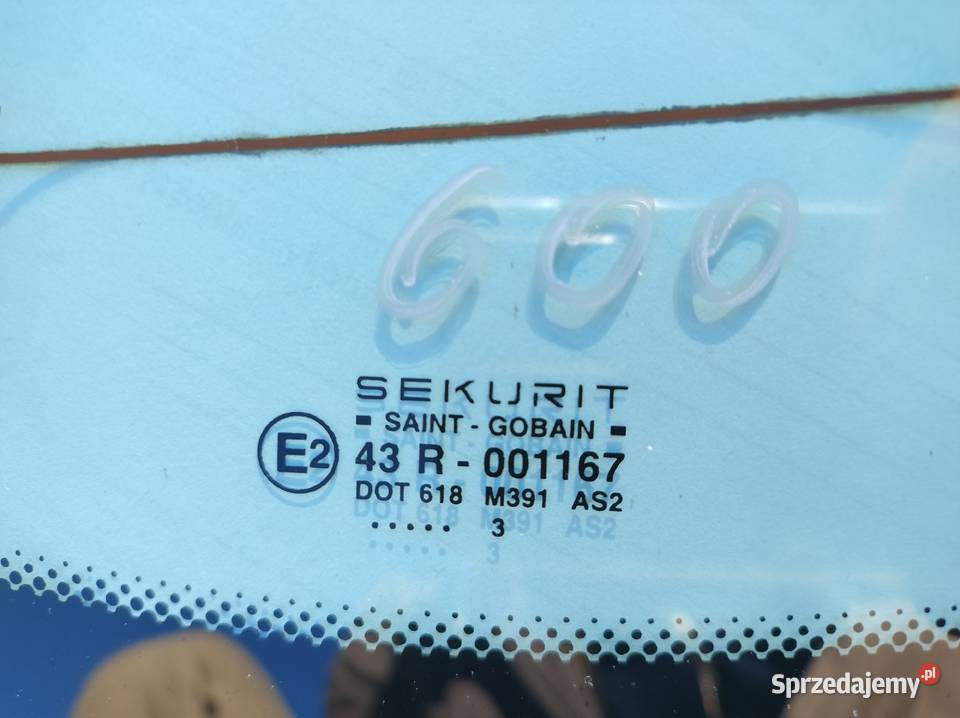 600
SEKURIT
- SAINT - GOBAIN -
E2
43 R - 001167
DOT 618 M391 AS2
..... 3
Sprzedajemy.pl